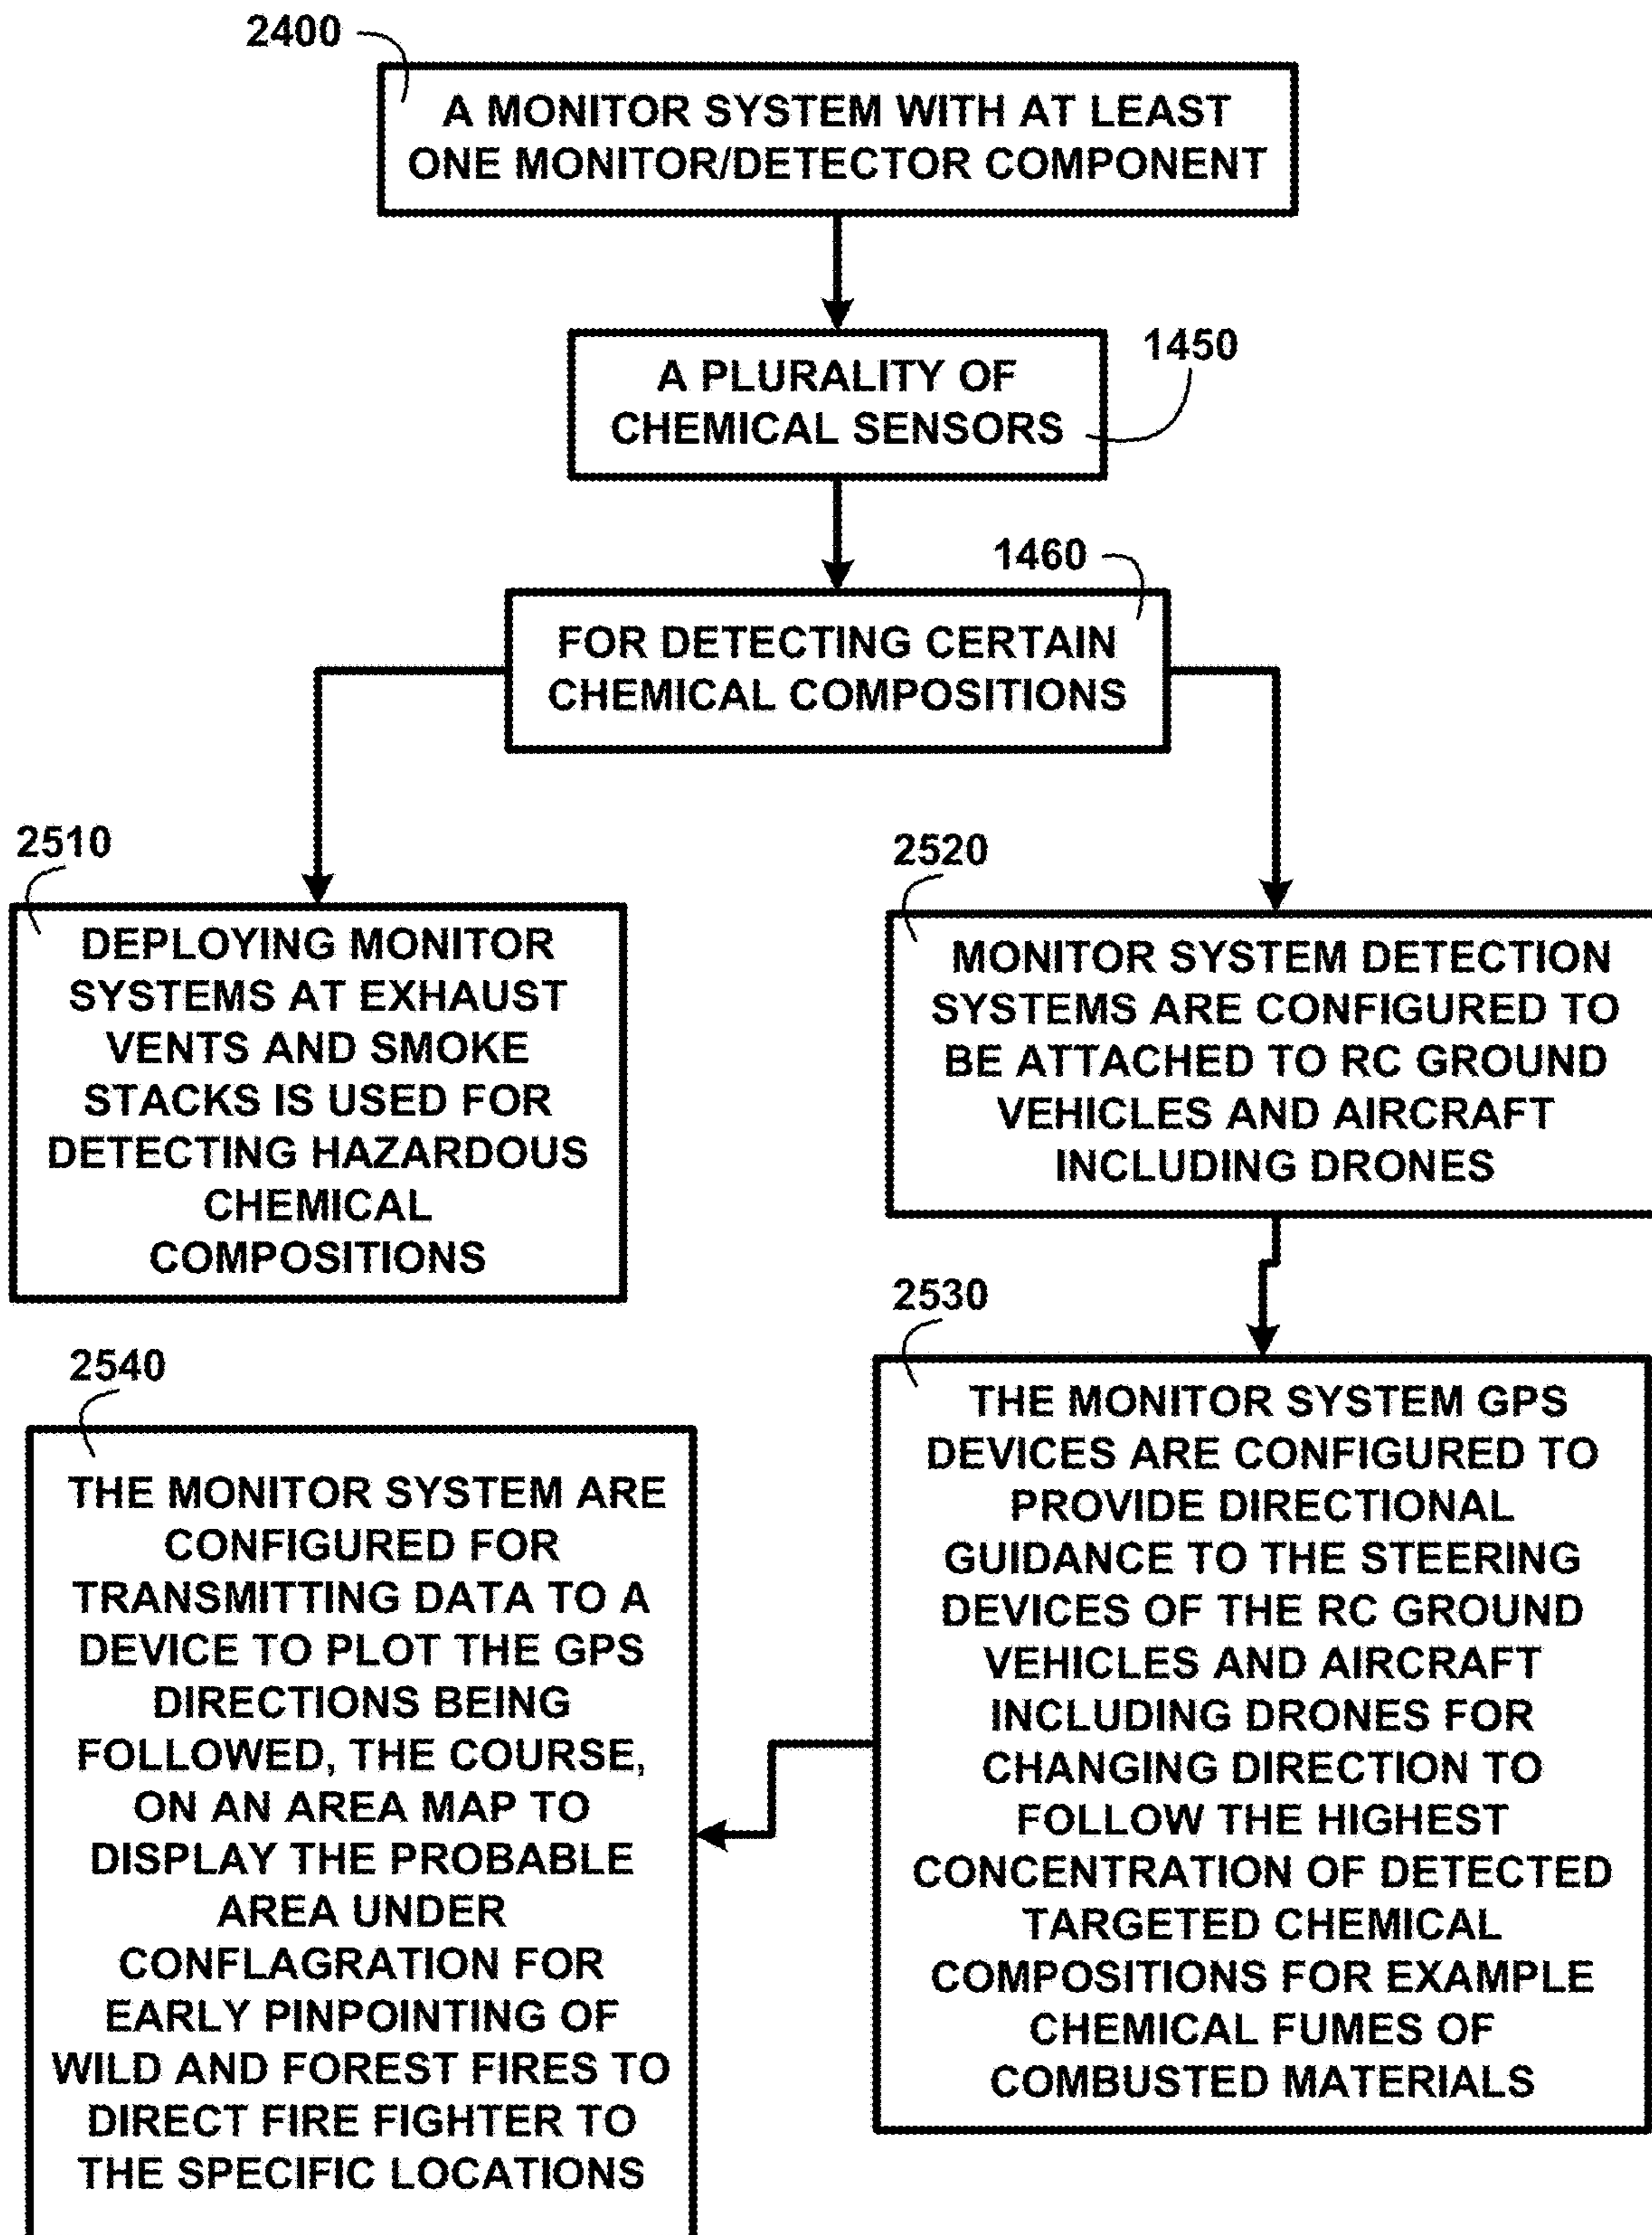 2400
A MONITOR SYSTEM WITH AT LEAST
ONE MONITOR/DETECTOR COMPONENT
1450
A PLURALITY OF
CHEMICAL SENSORS
1460
FOR DETECTING CERTAIN
CHEMICAL COMPOSITIONS
2510
DEPLOYING MONITOR
SYSTEMS AT EXHAUST
VENTS AND SMOKE
STACKS IS USED FOR
DETECTING HAZARDOUS
CHEMICAL
COMPOSITIONS
2520
MONITOR SYSTEM DETECTION
SYSTEMS ARE CONFIGURED TO
BE ATTACHED TO RC GROUND
VEHICLES AND AIRCRAFT
INCLUDING DRONES
2530
THE MONITOR SYSTEM GPS
DEVICES ARE CONFIGURED TO
PROVIDE DIRECTIONAL
GUIDANCE TO THE STEERING
DEVICES OF THE RC GROUND
VEHICLES AND AIRCRAFT
INCLUDING DRONES FOR
CHANGING DIRECTION TO
FOLLOW THE HIGHEST
CONCENTRATION OF DETECTED
TARGETED CHEMICAL
COMPOSITIONS FOR EXAMPLE
CHEMICAL FUMES OF
COMBUSTED MATERIALS
2540
THE MONITOR SYSTEM ARE
CONFIGURED FOR
TRANSMITTING DATA TO A
DEVICE TO PLOT THE GPS
DIRECTIONS BEING
FOLLOWED, THE COURSE,
ON AN AREA MAP TO
DISPLAY THE PROBABLE
AREA UNDER
CONFLAGRATION FOR
EARLY PINPOINTING OF
WILD AND FOREST FIRES TO
DIRECT FIRE FIGHTER TO
THE SPECIFIC LOCATIONS